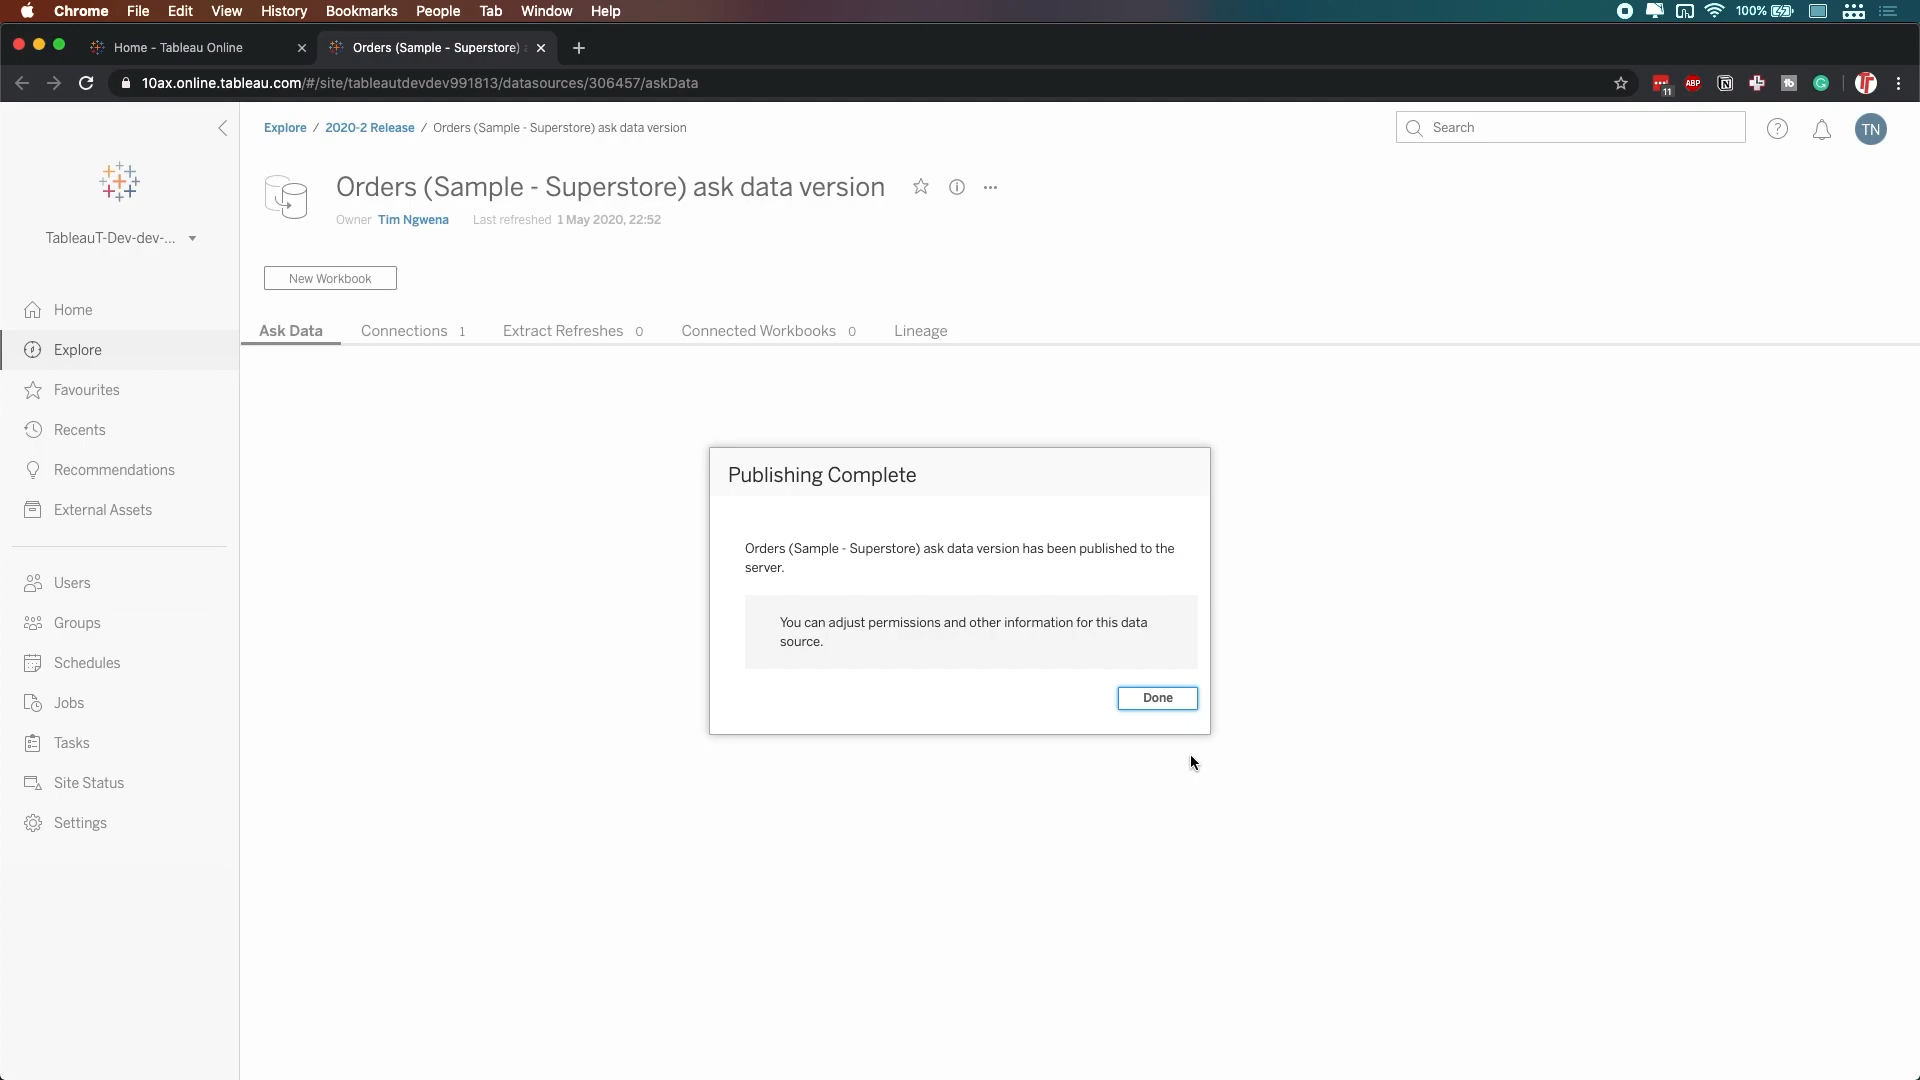 Chrome File Edit View History Bookmarks People Tab Window Help 100%
Home - Tableau Online Orders (Sample - Superstore)
10ax.online.tableau.com/#/site/tableautdevdev991813/datasources/306457/askData
11 ABP
Explore / 2020-2 Release / Orders (Sample - Superstore) ask data version
Search
? TN
Orders (Sample - Superstore) ask data version
Owner Tim Ngwena Last refreshed 1 May 2020, 22:52
TableauT-Dev-dev-...
New Workbook
Ask Data Connections 1 Extract Refreshes 0 Connected Workbooks 0 Lineage
Home
Explore
Favourites
Recents
Recommendations
External Assets
Users
Groups
Schedules
Jobs
Tasks
Site Status
Settings
Publishing Complete
Orders (Sample - Superstore) ask data version has been published to the
server.
You can adjust permissions and other information for this data
source.
Done